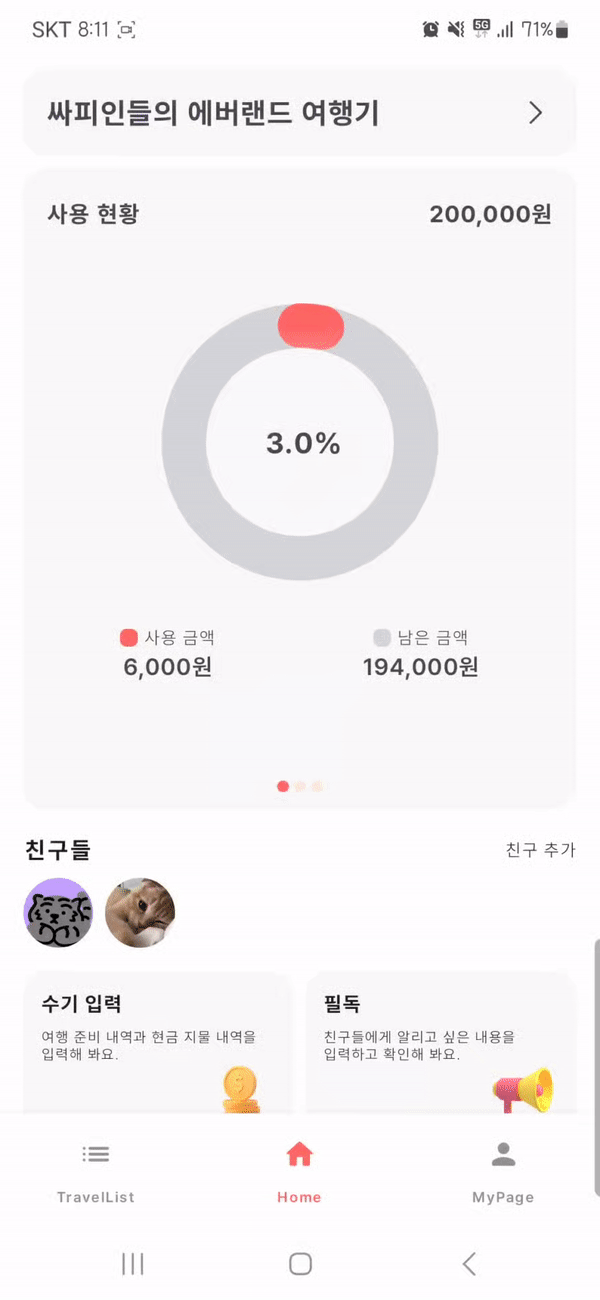 SKT 8:11
5G
71%
싸피인들의 에버랜드 여행기
사용 현황
200,000원
3.0%
사용 금액
남은 금액
6,000원
194,000원
친구들
친구 추가
수기 입력
필독
여행 준비 내역과 현금 지물 내역을
입력해 봐요.
친구들에게 알리고 싶은 내용을
입력하고 확인해 봐요.
TravelList
Home
MyPage